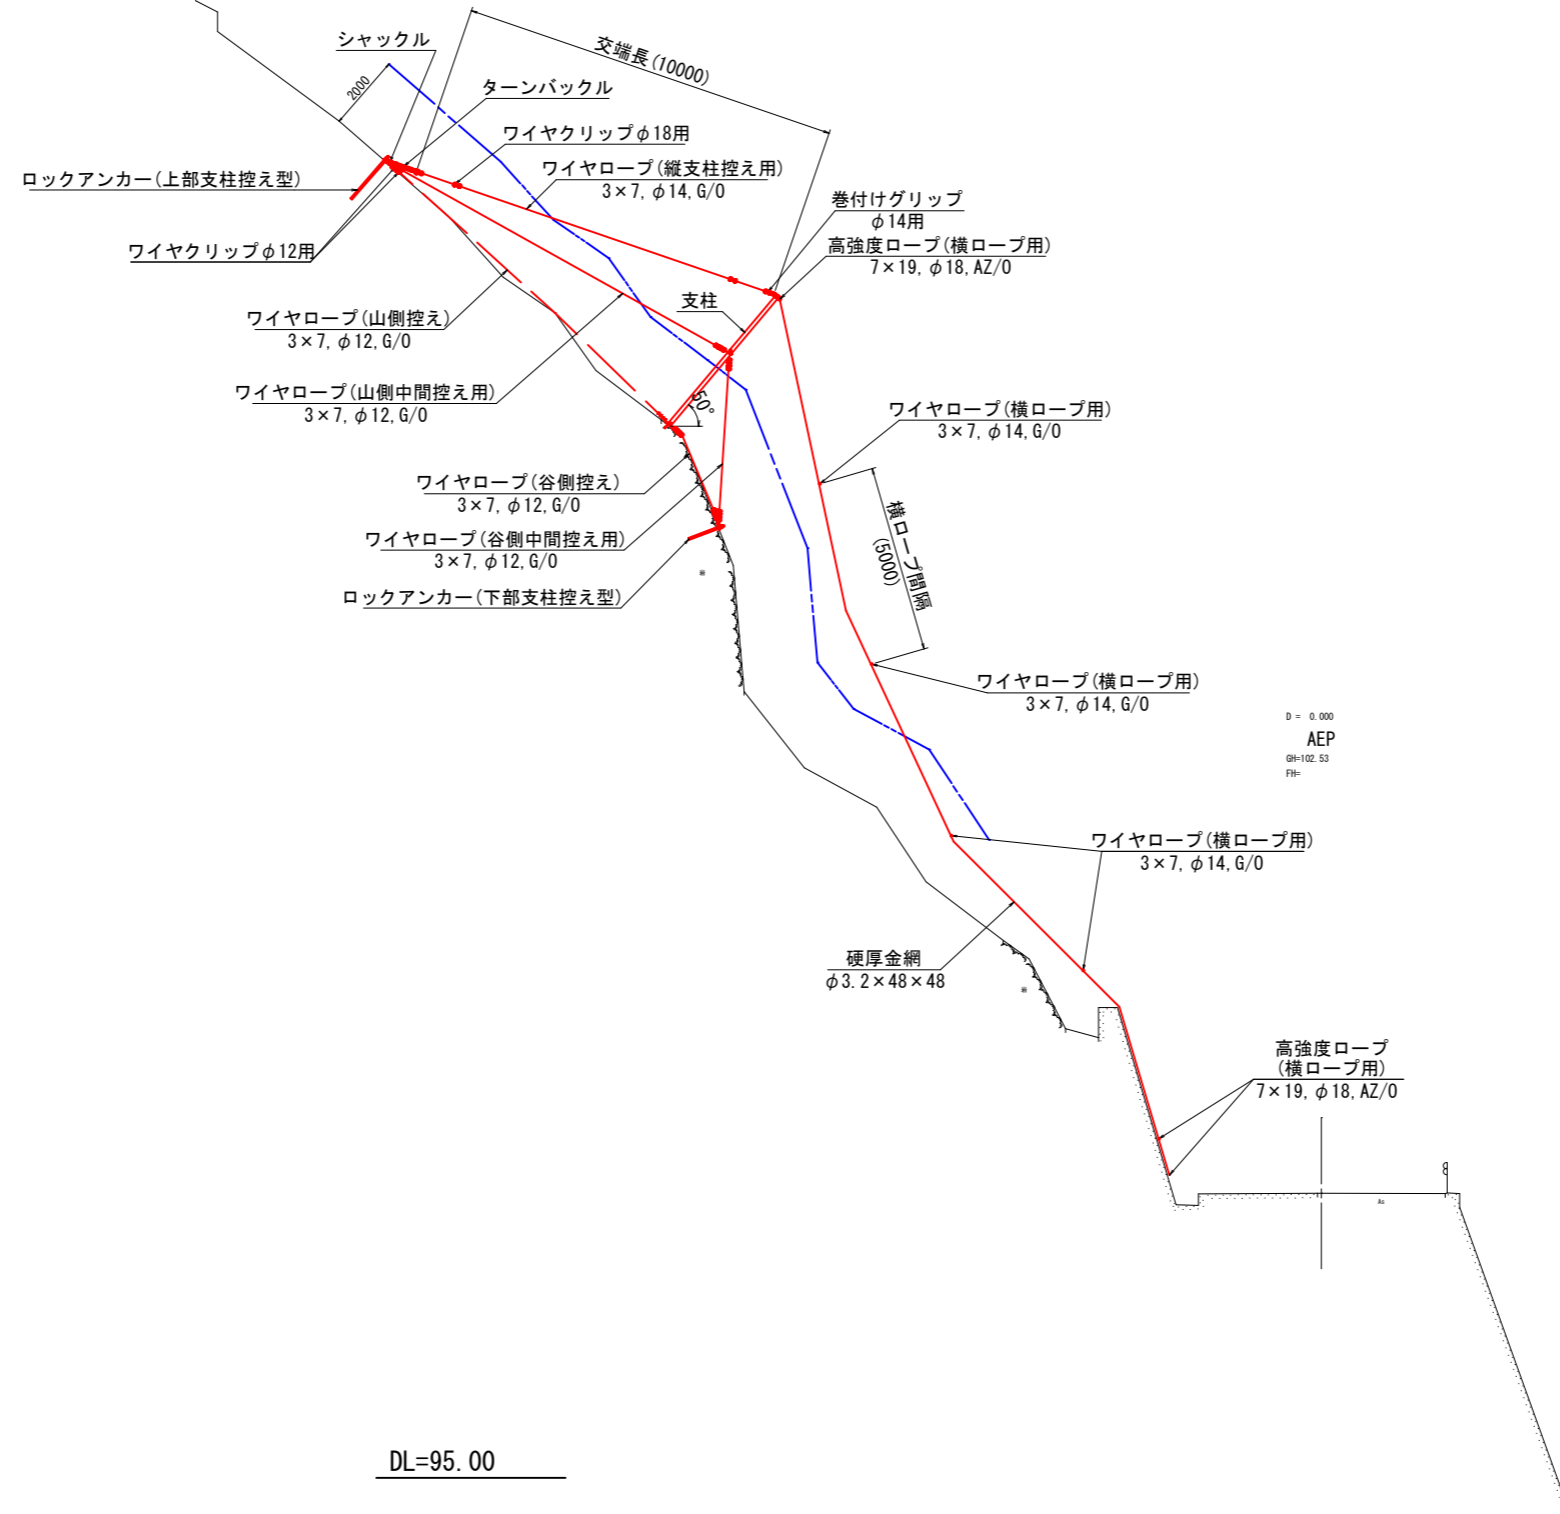 シャックル
交端長(10000)
2000
ターンバックル
ワイヤクリップφ18用
ワイヤロープ(縦支柱控え用)
3×7, φ14, G/O
ロックアンカー(上部支柱控え型)
巻付けグリップ
φ14用
ワイヤクリップφ12用
高強度ロープ(横ロープ用)
7×19, φ18, AZ/O
支柱
ワイヤロープ(山側控え)
3×7, φ12, G/O
ワイヤロープ(山側中間控え用)
3×7, φ12, G/O
50°
ワイヤロープ(横ロープ用)
3×7, φ14, G/O
ワイヤロープ(谷側控え)
3×7, φ12, G/O
横ロープ間隔
(5000)
ワイヤロープ(谷側中間控え用)
3×7, φ12, G/O
※
ロックアンカー(下部支柱控え型)
ワイヤロープ(横ロープ用)
3×7, φ14, G/O
D = 0.000
AEP
GH=102.53
FH=
ワイヤロープ(横ロープ用)
3×7, φ14, G/O
硬厚金網
φ3.2×48×48
※
高強度ロープ
(横ロープ用)
7×19, φ18, AZ/O
As
DL=95.00